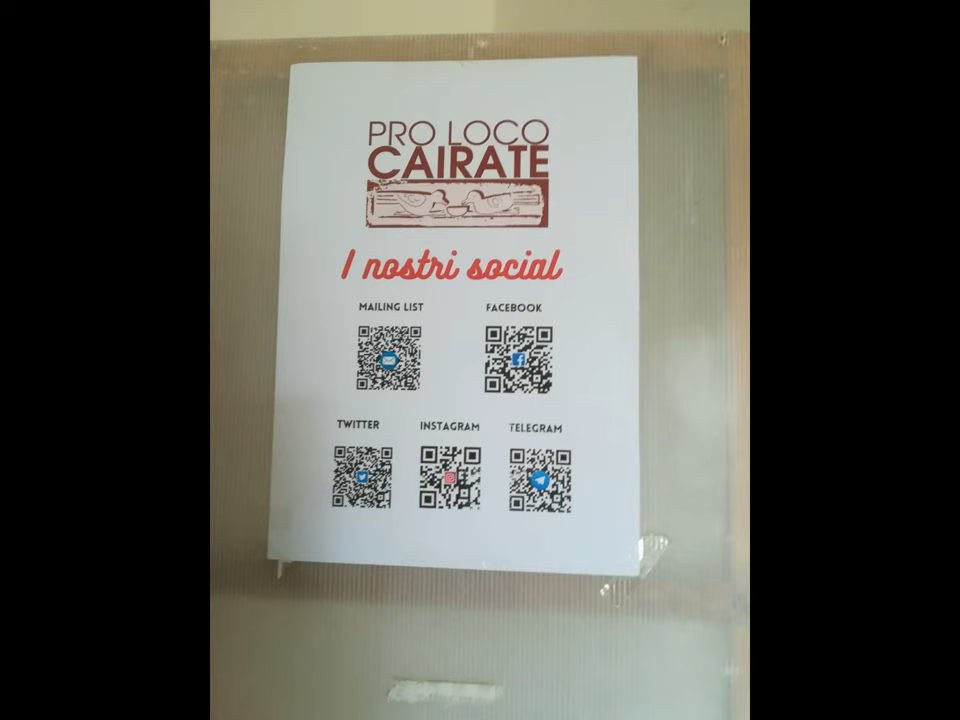 PRO LOCO
CAIRATE
I nostri social
MAILING LIST
FACEBOOK
TWITTER
INSTAGRAM
TELEGRAM